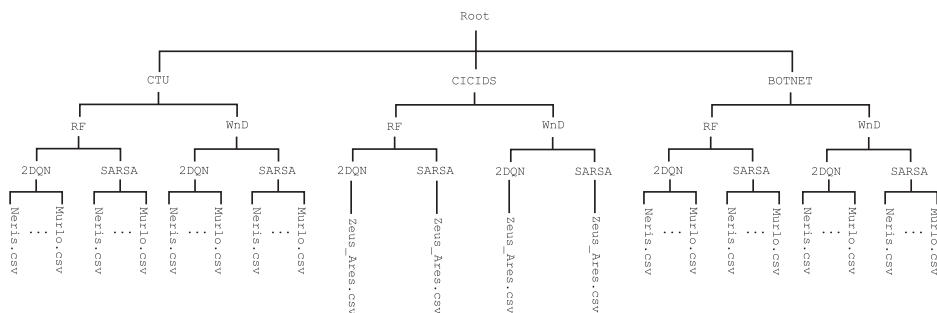 Root
CTU CICIDS BOTNET
RF WnD RF WnD RF WnD
2DQN SARSA 2DQN SARSA 2DQN SARSA 2DQN SARSA 2DQN SARSA 2DQN SARSA
Neris.csv ... Murlo.csv Neris.csv ... Murlo.csv Neris.csv ... Murlo.csv Neris.csv ... Murlo.csv Zeus_Ares.csv Zeus_Ares.csv Zeus_Ares.csv Zeus_Ares.csv Neris.csv ... Murlo.csv Neris.csv ... Murlo.csv Neris.csv ... Murlo.csv Neris.csv ... Murlo.csv